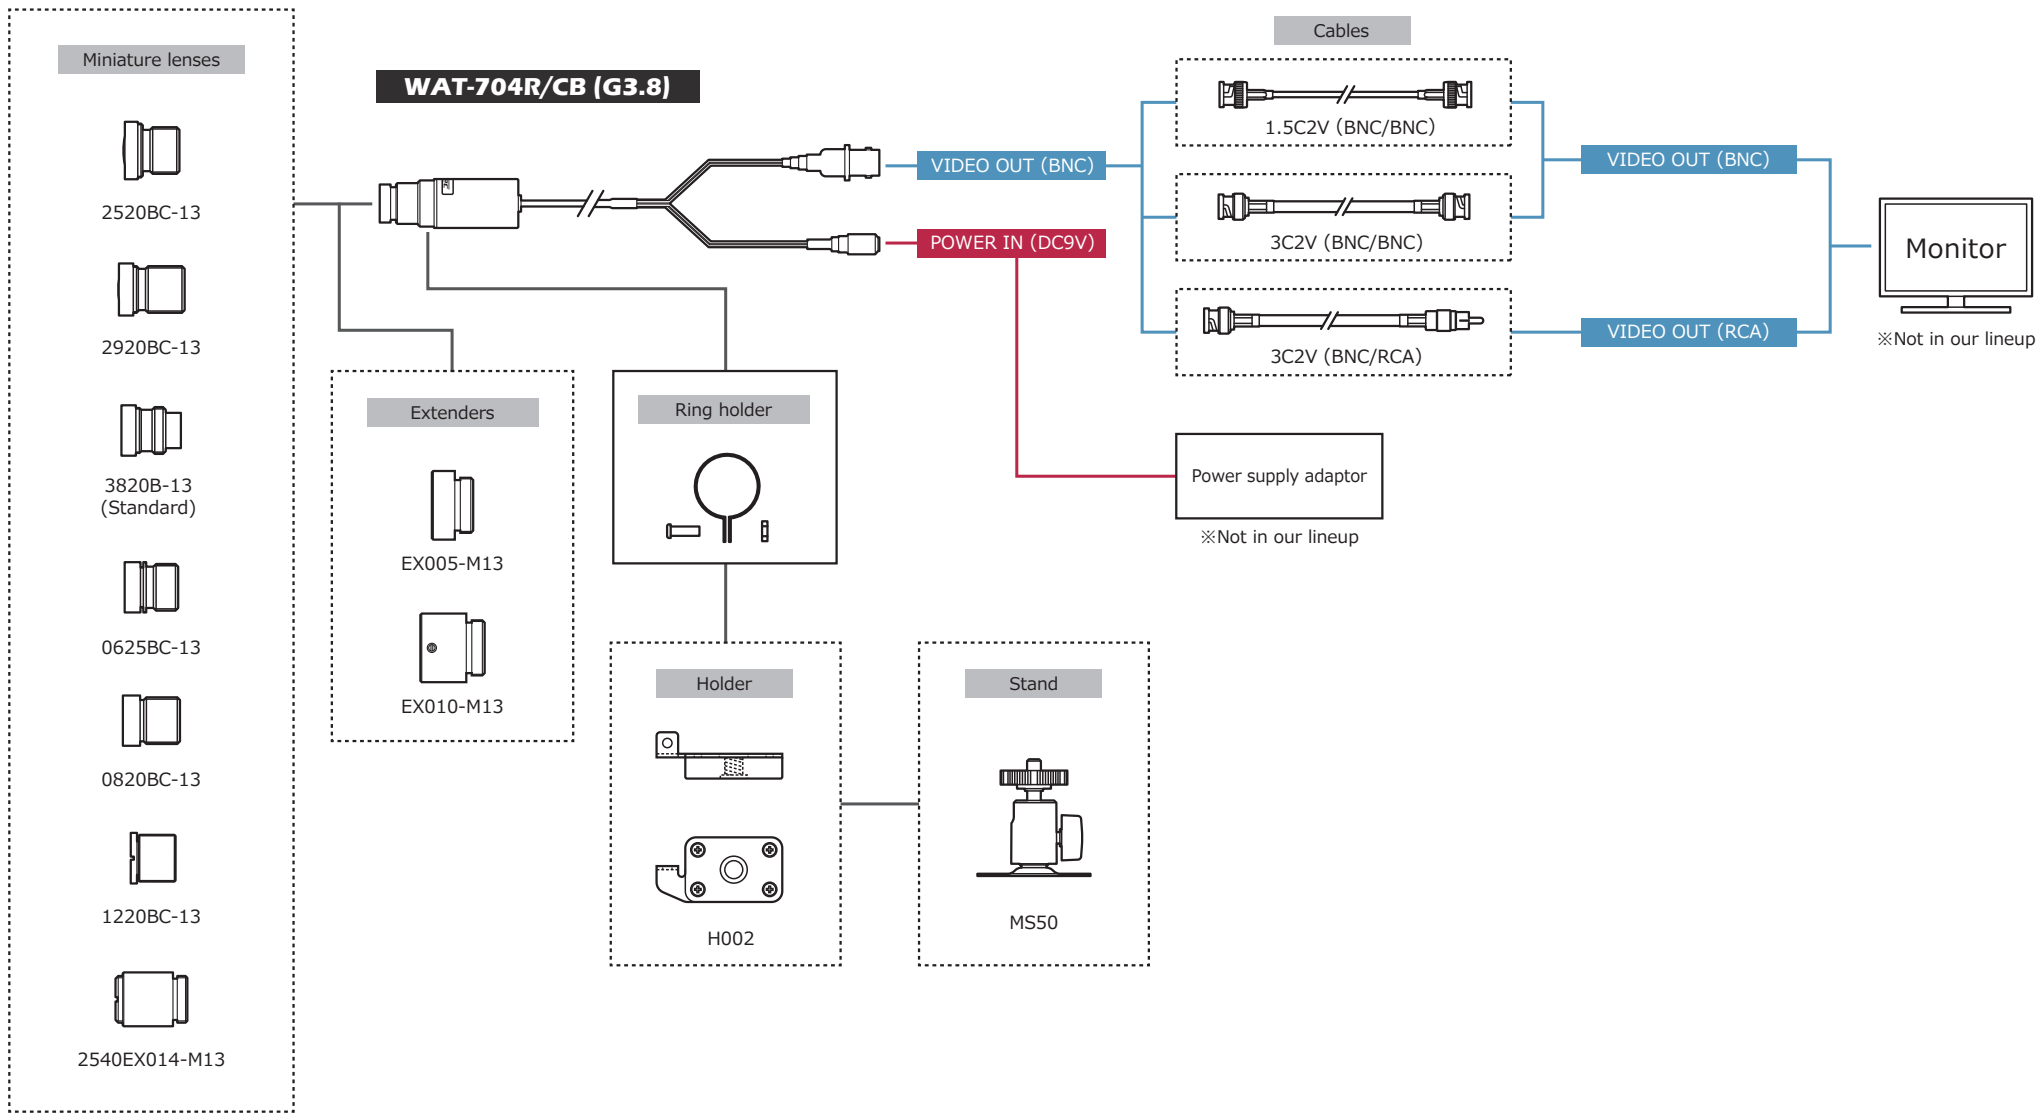 Miniature lenses
2520BC-13
2920BC-13
3820B-13
(Standard)
0625BC-13
0820BC-13
1220BC-13
2540EX014-M13
WAT-704R/CB (G3.8)
VIDEO OUT (BNC)
POWER IN (DC9V)
Cables
1.5C2V (BNC/BNC)
3C2V (BNC/BNC)
3C2V (BNC/RCA)
VIDEO OUT (BNC)
VIDEO OUT (RCA)
Monitor
※Not in our lineup
Power supply adaptor
※Not in our lineup
Extenders
EX005-M13
EX010-M13
Ring holder
Holder
H002
Stand
MS50